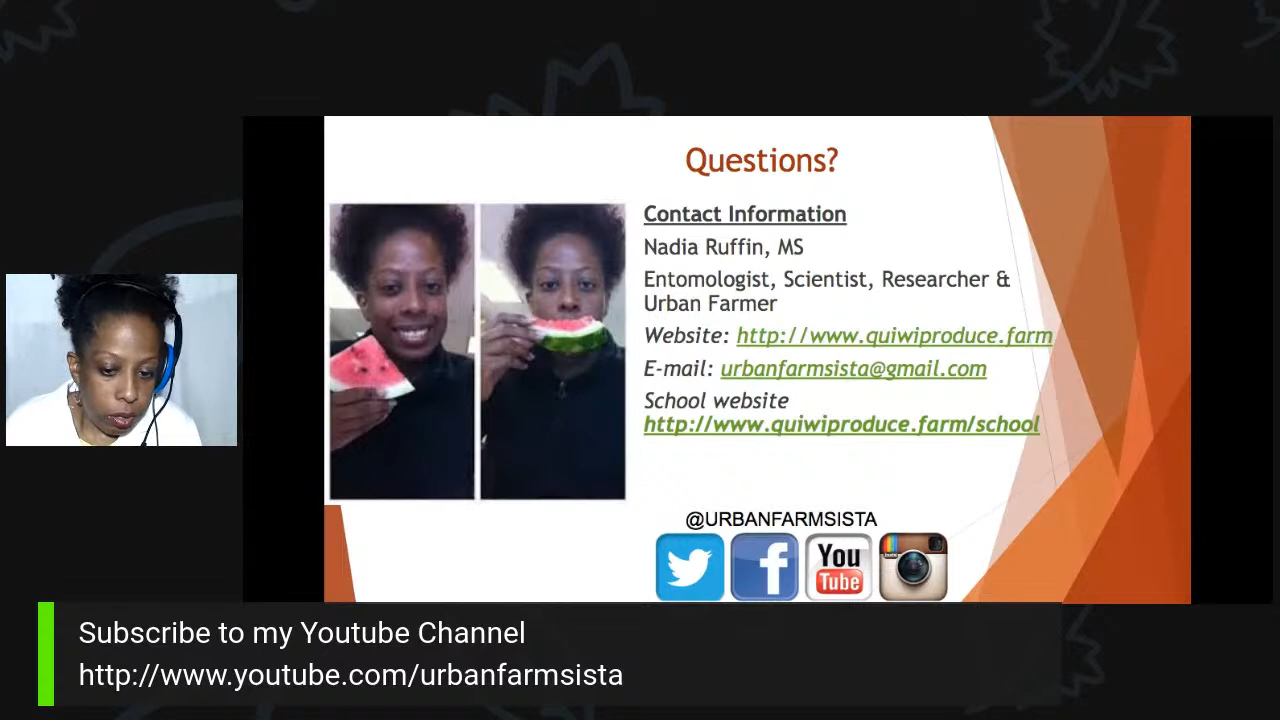 Questions?
Contact Information
Nadia Ruffin, MS
Entomologist, Scientist, Researcher &
Urban Farmer
Website: http://www.quiwiproduce.farm
E-mail: urbanfarmsista@gmail.com
School website
http://www.quiwiproduce.farm/school
@URBANFARMSISTA
You
Tube
Subscribe to my Youtube Channel
http://www.youtube.com/urbanfarmsista